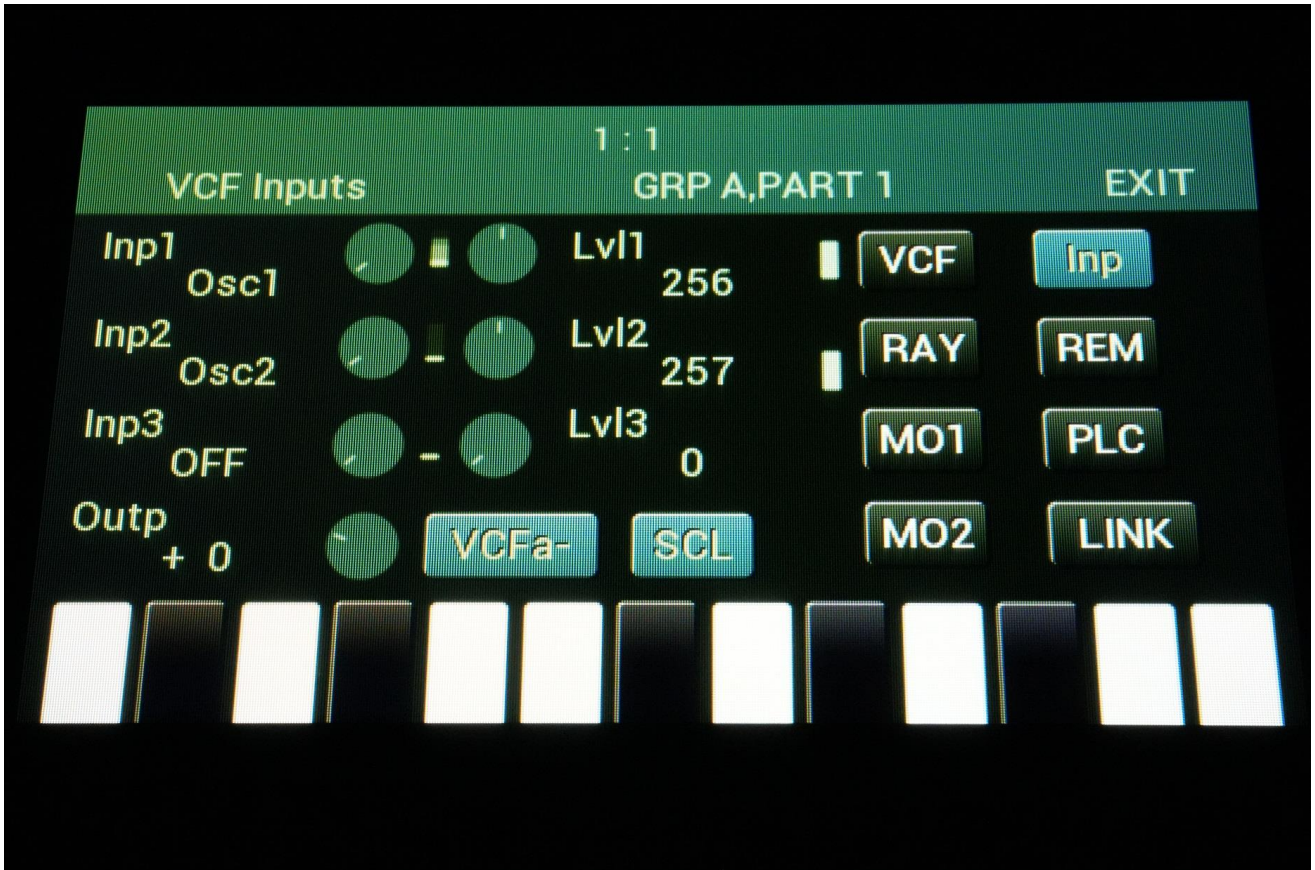 1 : 1
VCF Inputs GRP A,PART 1 EXIT
Inp1 Lvl1 VCF Inp
Osc1 256
Inp2 Lvl2 RAY REM
Osc2 257
Inp3 Lvl3 MO1 PLC
OFF 0
Outp VCFa- SCL MO2 LINK
+ 0